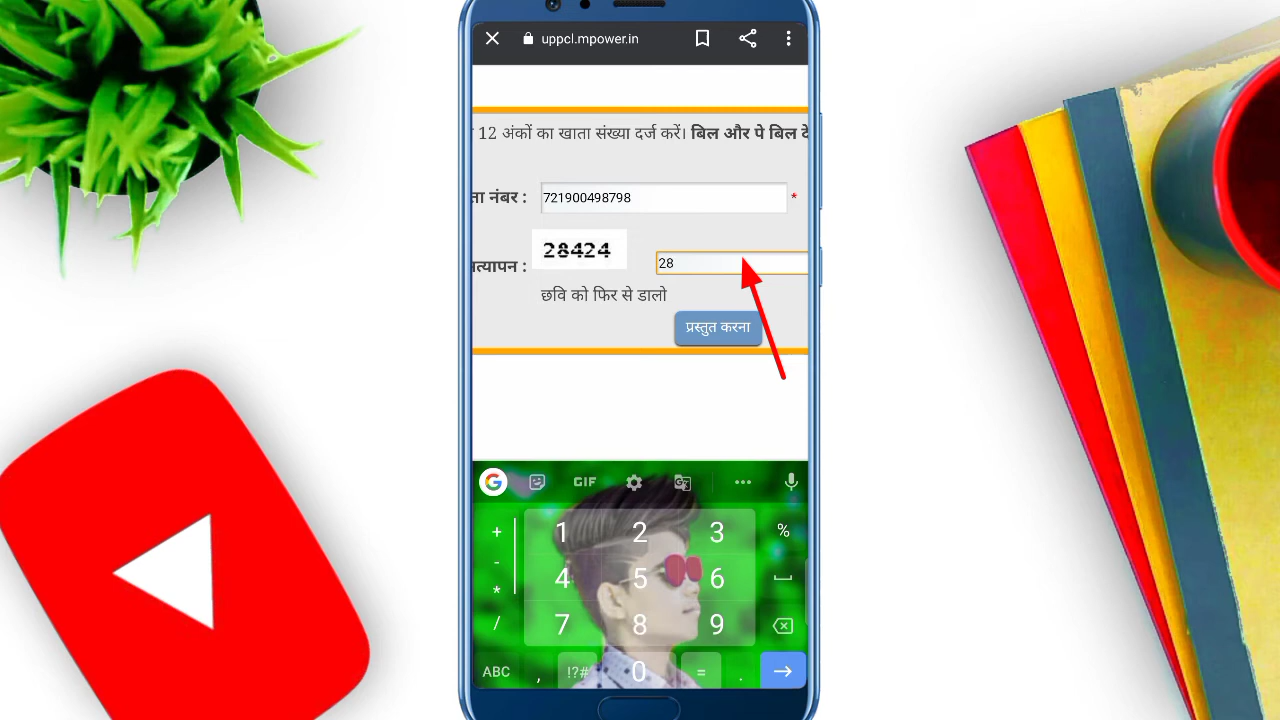 uppcl.mpower.in
12 अंकों का खाता संख्या दर्ज करें। बिल और पे बिल दे
ता नंबर : 721900498798 *
28424
त्यापन : 28
छवि को फिर से डालो
प्रस्तुत करना
G GIF
+ 1 2 3 %
- 4 5 6
*
/ 7 8 9
ABC , !?# 0 = .